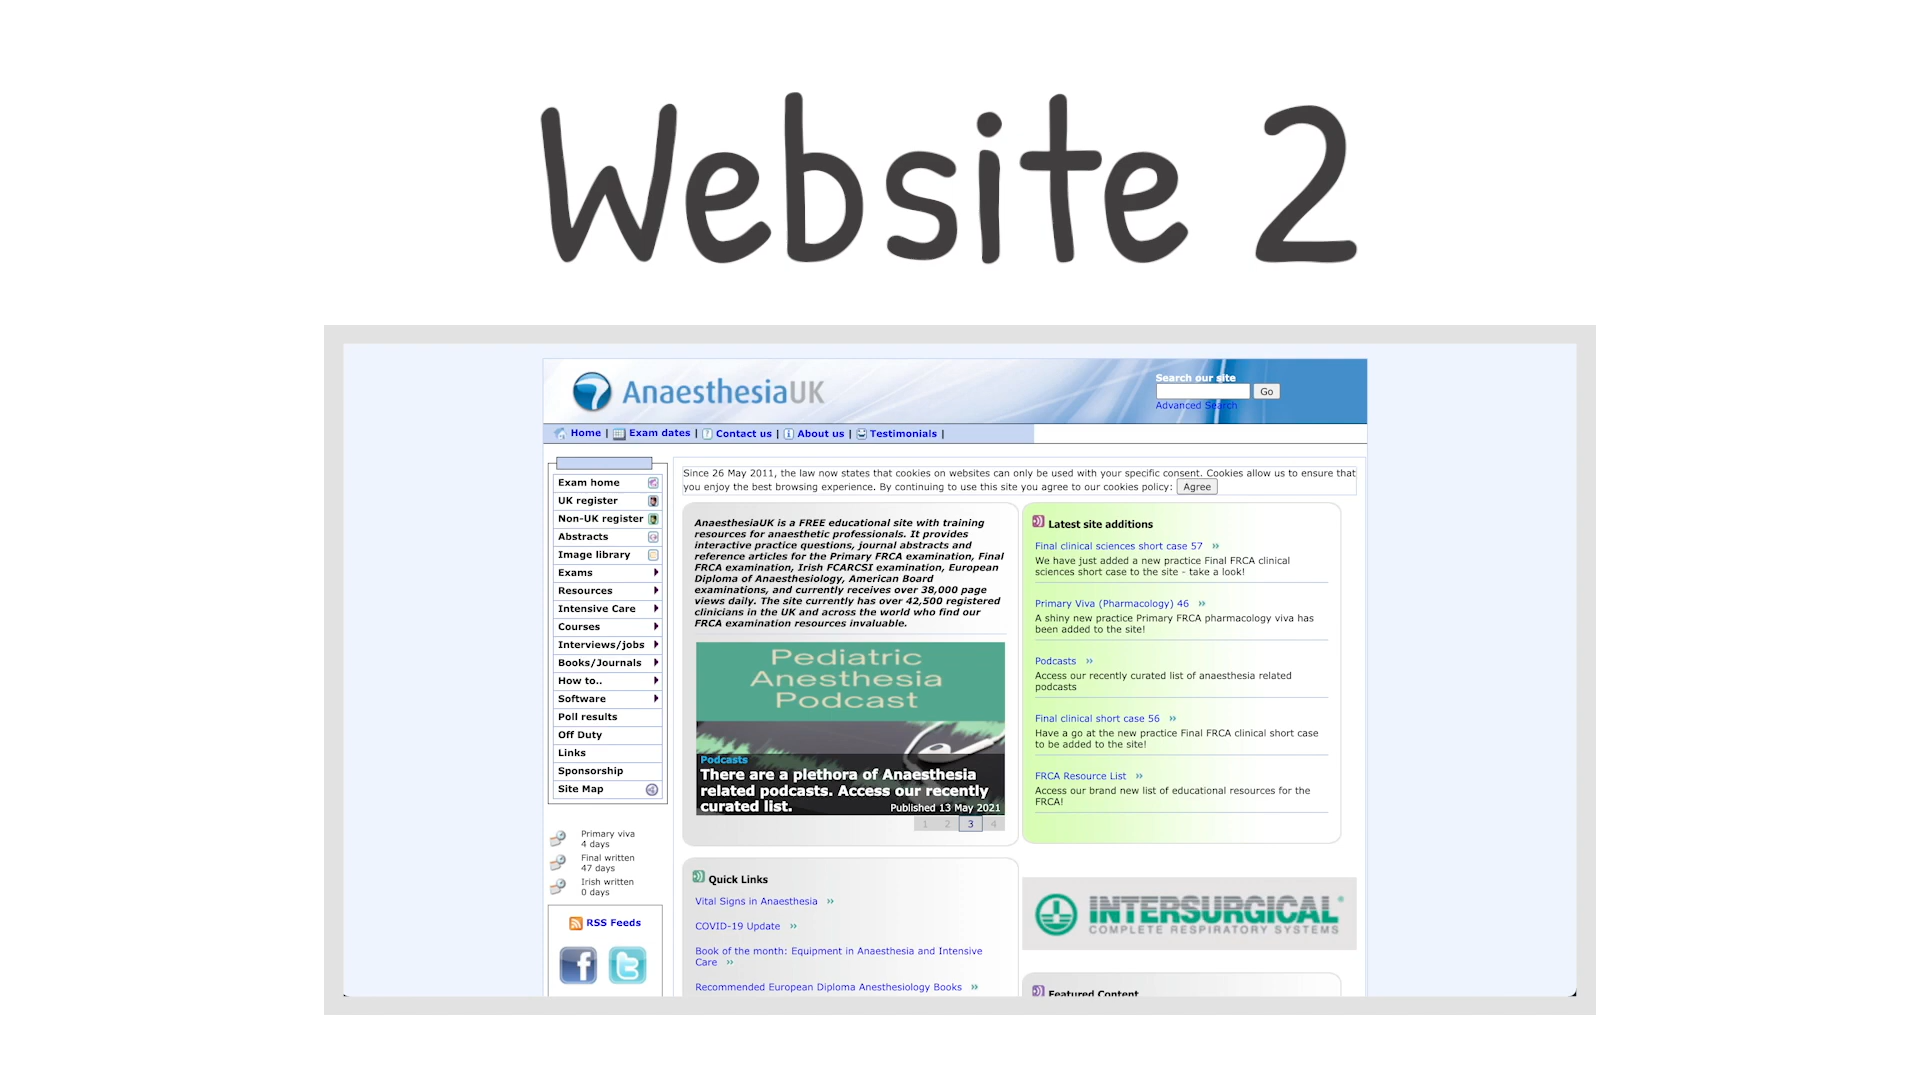 Website 2
AnaesthesiaUK
Search our site
Go
Advanced Search
Home | Exam dates | Contact us | About us | Testimonials |
Exam home
UK register
Non-UK register
Abstracts
Image library
Exams
Resources
Intensive Care
Courses
Interviews/jobs
Books/Journals
How to..
Software
Poll results
Off Duty
Links
Sponsorship
Site Map
Primary viva
4 days
Final written
47 days
Irish written
0 days
RSS Feeds
Since 26 May 2011, the law now states that cookies on websites can only be used with your specific consent. Cookies allow us to ensure that
you enjoy the best browsing experience. By continuing to use this site you agree to our cookies policy: Agree
AnaesthesiaUK is a FREE educational site with training
resources for anaesthetic professionals. It provides
interactive practice questions, journal abstracts and
reference articles for the Primary FRCA examination, Final
FRCA examination, Irish FCARCSI examination, European
Diploma of Anaesthesiology, American Board
examinations, and currently receives over 38,000 page
views daily. The site currently has over 42,500 registered
clinicians in the UK and across the world who find our
FRCA examination resources invaluable.
Pediatric
Anesthesia
Podcast
Podcasts
There are a plethora of Anaesthesia
related podcasts. Access our recently
curated list.
Published 13 May 2021
1 2 3 4
Quick Links
Vital Signs in Anaesthesia »
COVID-19 Update »
Book of the month: Equipment in Anaesthesia and Intensive
Care »
Recommended European Diploma Anesthesiology Books »
Latest site additions
Final clinical sciences short case 57 »
We have just added a new practice Final FRCA clinical
sciences short case to the site - take a look!
Primary Viva (Pharmacology) 46 »
A shiny new practice Primary FRCA pharmacology viva has
been added to the site!
Podcasts »
Access our recently curated list of anaesthesia related
podcasts
Final clinical short case 56 »
Have a go at the new practice Final FRCA clinical short case
to be added to the site!
FRCA Resource List »
Access our brand new list of educational resources for the
FRCA!
INTERSURGICAL
COMPLETE RESPIRATORY SYSTEMS
Featured Content